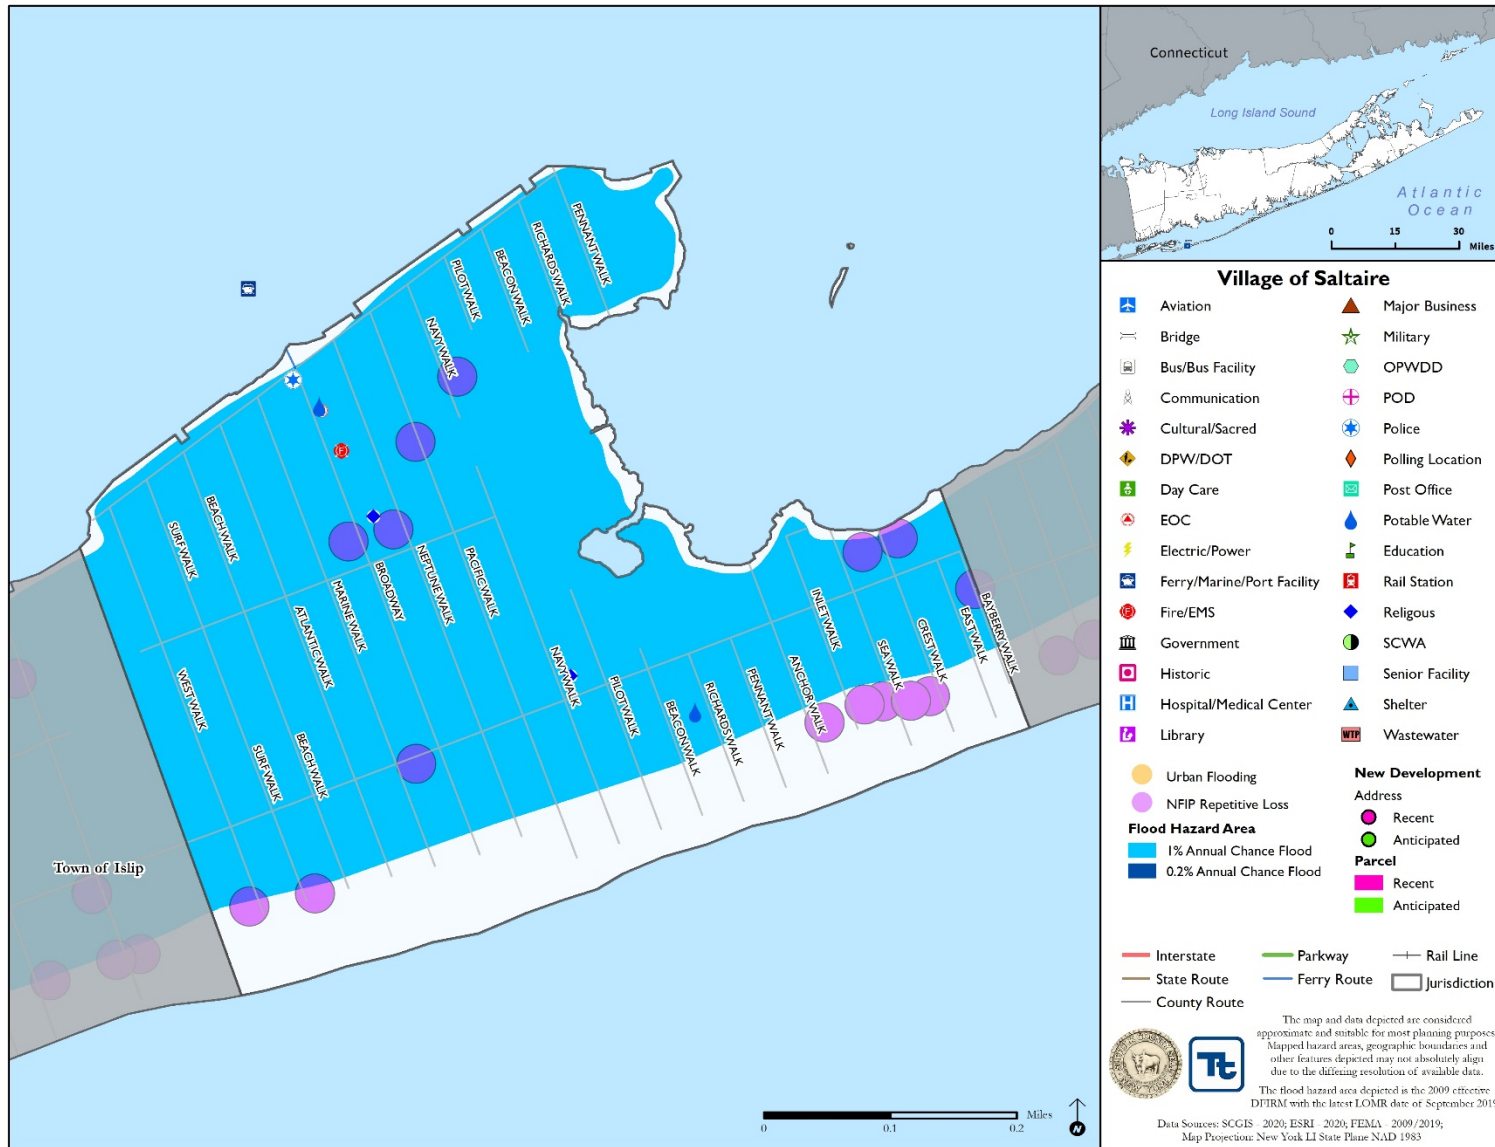 Connecticut
Long Island Sound
Atlantic
Ocean
0 15 30
Miles
PENNANT WALK
RICHARDS WALK
BEACON WALK
PILOT WALK
NAVY WALK
SURF WALK
BEACH WALK
ATLANTIC WALK
MARINE WALK
BROADWAY
NEPTUNE WALK
PACIFIC WALK
WEST WALK
SURF WALK
BEACH WALK
NAVY WALK
PILOT WALK
BEACON WALK
RICHARDS WALK
PENNANT WALK
ANCHOR WALK
INLET WALK
SEA WALK
CREST WALK
EAST WALK
BAYBERRY WALK
Town of Islip
0 0.1 0.2
Miles
N
Village of Saltaire
Aviation
Bridge
Bus/Bus Facility
Communication
Cultural/Sacred
DPW/DOT
Day Care
EOC
Electric/Power
Ferry/Marine/Port Facility
Fire/EMS
Government
Historic
Hospital/Medical Center
Library
Major Business
Military
OPWDD
POD
Police
Polling Location
Post Office
Potable Water
Education
Rail Station
Religous
SCWA
Senior Facility
Shelter
WTP Wastewater
Urban Flooding
NFIP Repetitive Loss
Flood Hazard Area
1% Annual Chance Flood
0.2% Annual Chance Flood
New Development
Address
Recent
Anticipated
Parcel
Recent
Anticipated
Interstate
State Route
County Route
Parkway
Ferry Route
Rail Line
Jurisdiction
Tt
The map and data depicted are considered
approximate and suitable for most planning purposes
Mapped hazard areas, geographic boundaries and
other features depicted may not absolutely align
due to the differing resolution of available data.
The flood hazard area depicted is the 2009 effective
DFIRM with the latest LOMR date of September 2019
Data Sources: SCGIS - 2020; ESRI - 2020; FEMA - 2009/2019;
Map Projection: New York LI State Plane NAD 1983